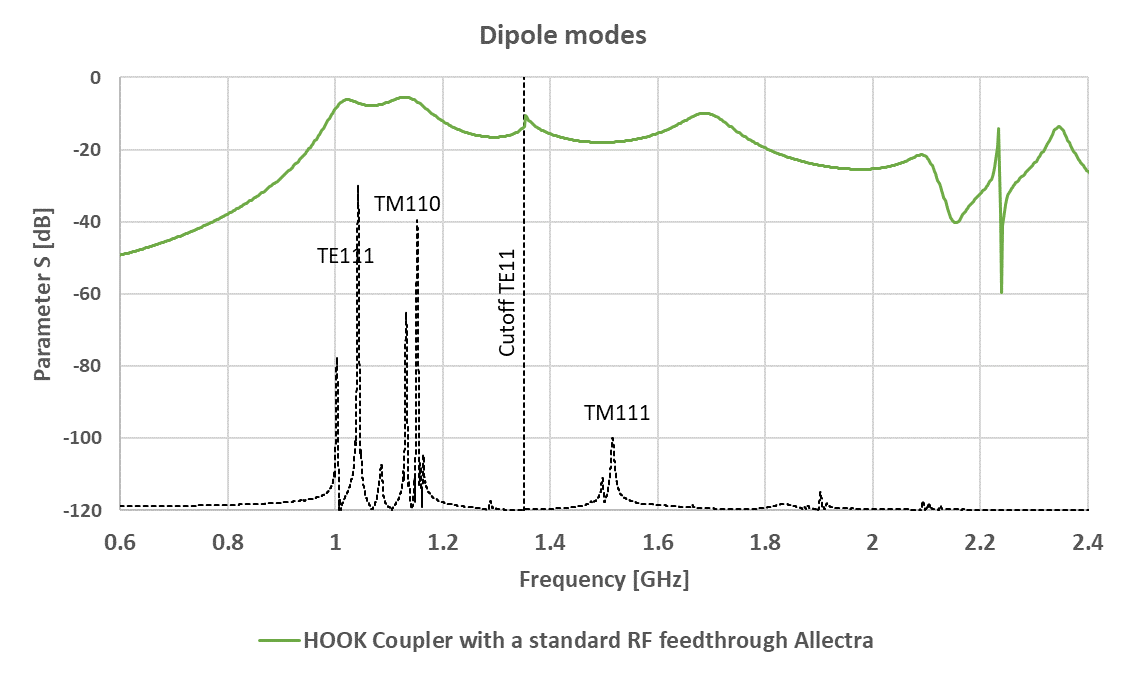 Dipole modes
0
-20
-40
-60
-80
-100
-120
Parameter S [dB]
TE111
TM110
Cutoff TE11
TM111
0.6 0.8 1 1.2 1.4 1.6 1.8 2 2.2 2.4
Frequency [GHz]
HOOK Coupler with a standard RF feedthrough Allectra